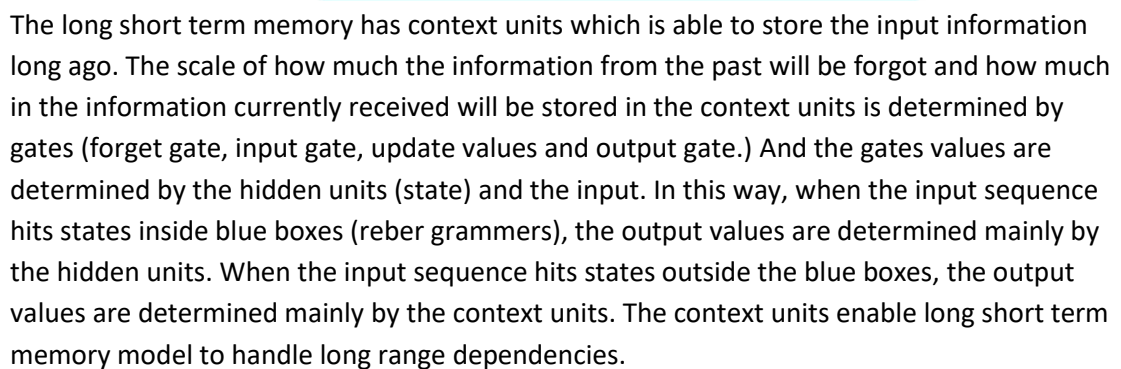 The long short term memory has context units which is able to store the input information
long ago. The scale of how much the information from the past will be forgot and how much
in the information currently received will be stored in the context units is determined by
gates (forget gate, input gate, update values and output gate.) And the gates values are
determined by the hidden units (state) and the input. In this way, when the input sequence
hits states inside blue boxes (reber grammers), the output values are determined mainly by
the hidden units. When the input sequence hits states outside the blue boxes, the output
values are determined mainly by the context units. The context units enable long short term
memory model to handle long range dependencies.